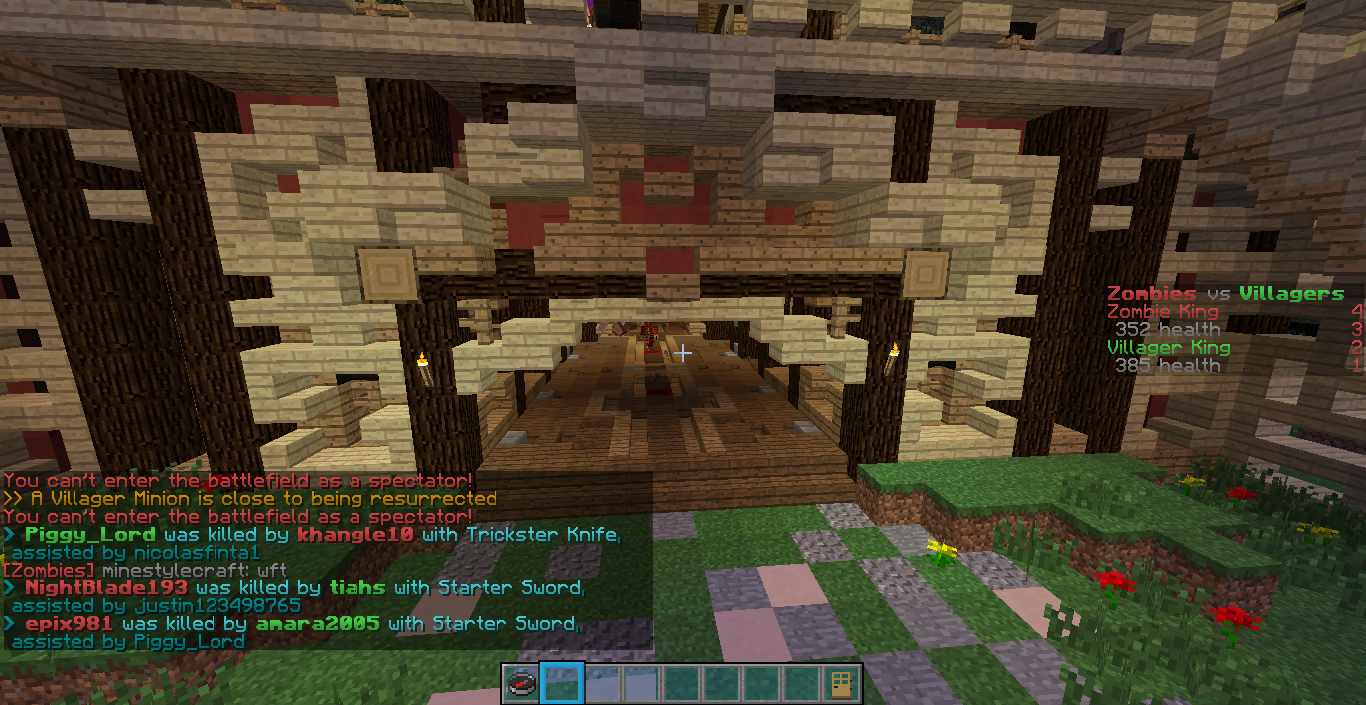 Zombies vs Villagers
Zombie King 4
352 health 3
Villager King 2
385 health 1
You can't enter the battlefield as a spectator!
>> A Villager Minion is close to being resurrected
You can't enter the battlefield as a spectator!
> Piggy_Lord was killed by khangle10 with Trickster Knife,
assisted by nicolasfinta1
[Zombies] minestylecraft: wft
> NightBlade193 was killed by tiahs with Starter Sword,
assisted by justin123498765
> epix981 was killed by amara2005 with Starter Sword,
assisted by Piggy_Lord